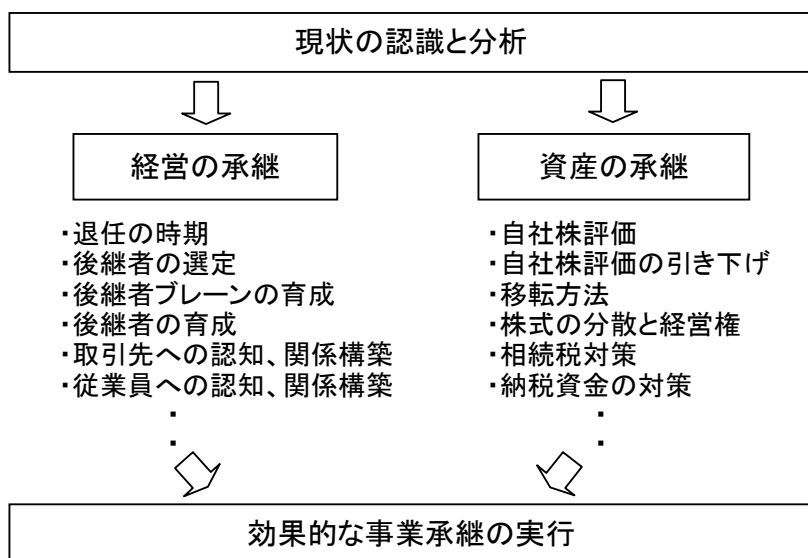 現状の認識と分析
経営の承継
・退任の時期
・後継者の選定
・後継者ブレーンの育成
・後継者の育成
・取引先への認知、関係構築
・従業員への認知、関係構築
・
・
資産の承継
・自社株評価
・自社株評価の引き下げ
・移転方法
・株式の分散と経営権
・相続税対策
・納税資金の対策
・
・
効果的な事業承継の実行